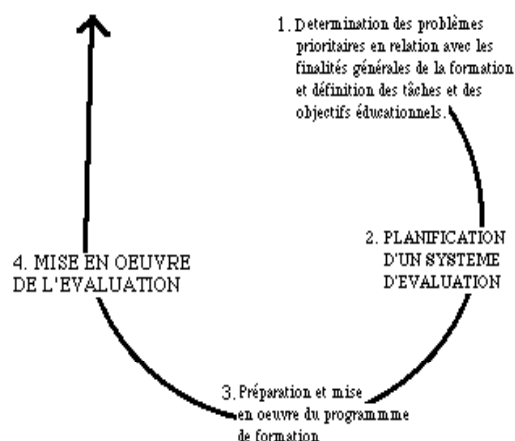 1. Determination des problèmes
prioritaires en relation avec les
finalités générales de la formation
et définition des tâches et des
objectifs éducationnels.
2. PLANIFICATION
D'UN SYSTEME
D'EVALUATION
3. Préparation et mise
en oeuvre du programmme
de formation
4. MISE EN OEUVRE
DE L'EVALUATION